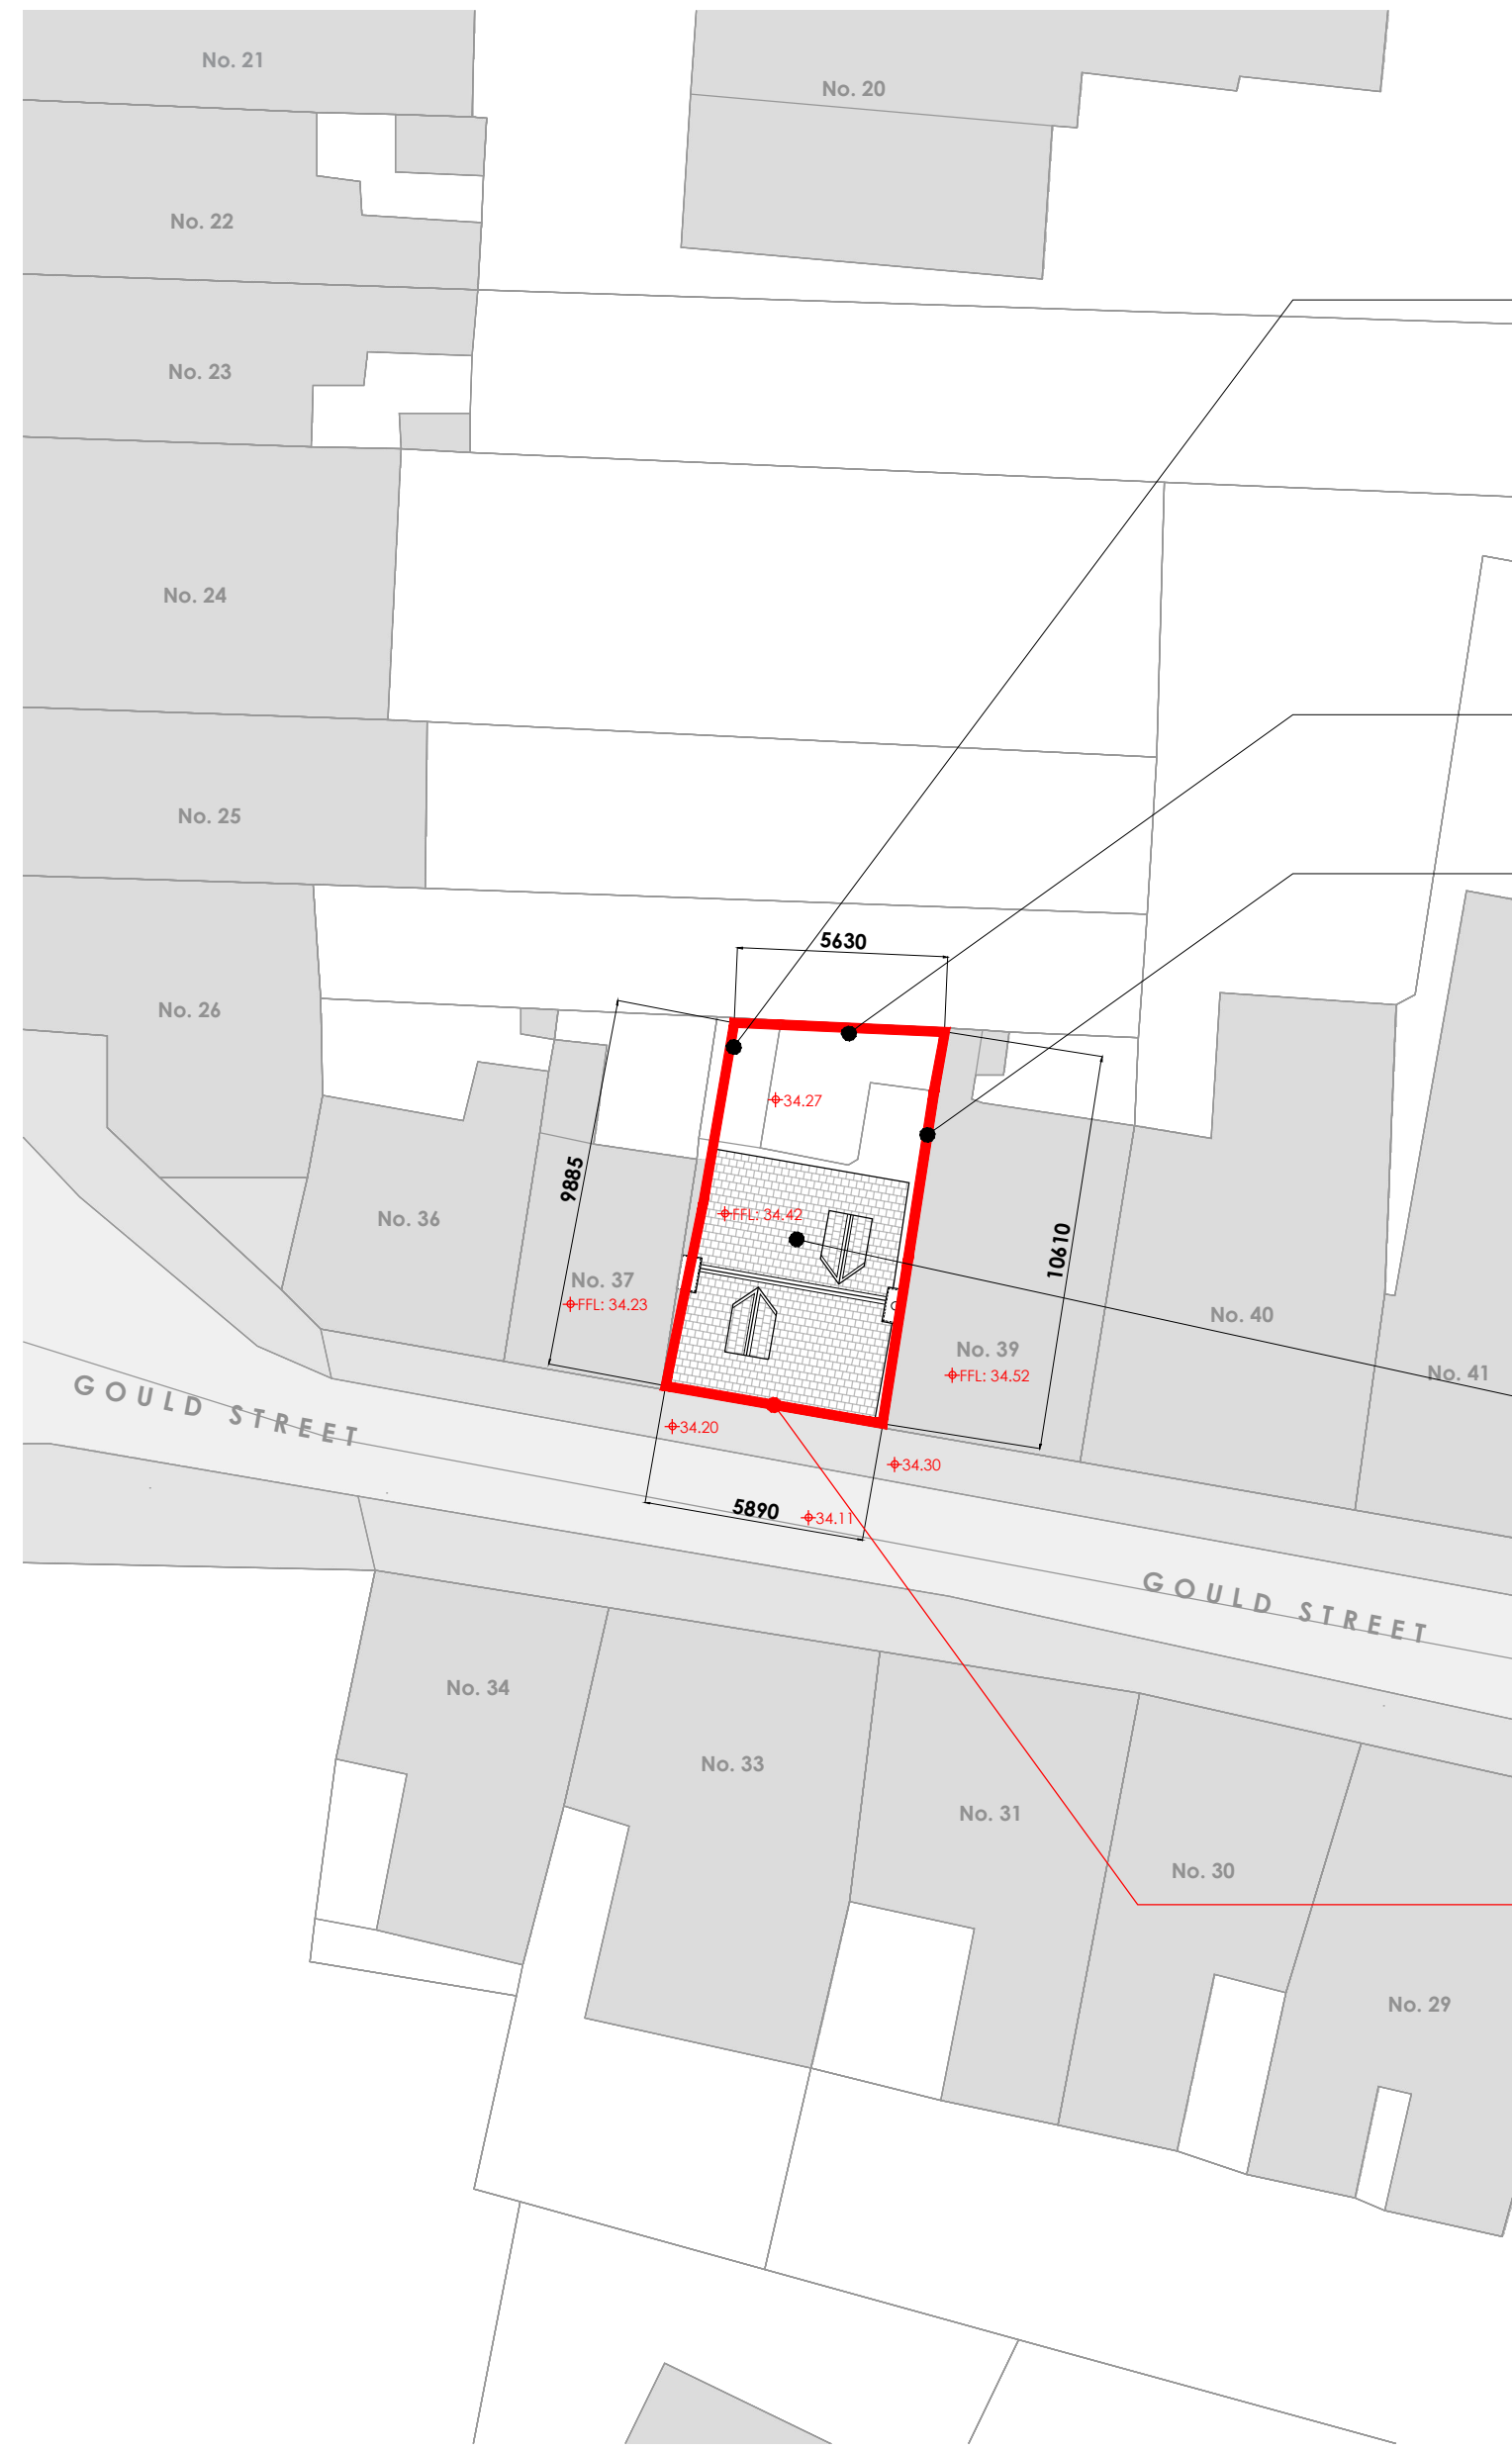 No. 21
No. 20
No. 22
No. 23
No. 24
No. 25
5630
No. 26
34.27
9885
No. 36
FFL: 34.42
10610
No. 37
FFL: 34.23
No. 40
No. 39
FFL: 34.52
No. 41
GOULD STREET
34.20
34.30
5890
34.11
GOULD STREET
No. 34
No. 33
No. 31
No. 30
No. 29